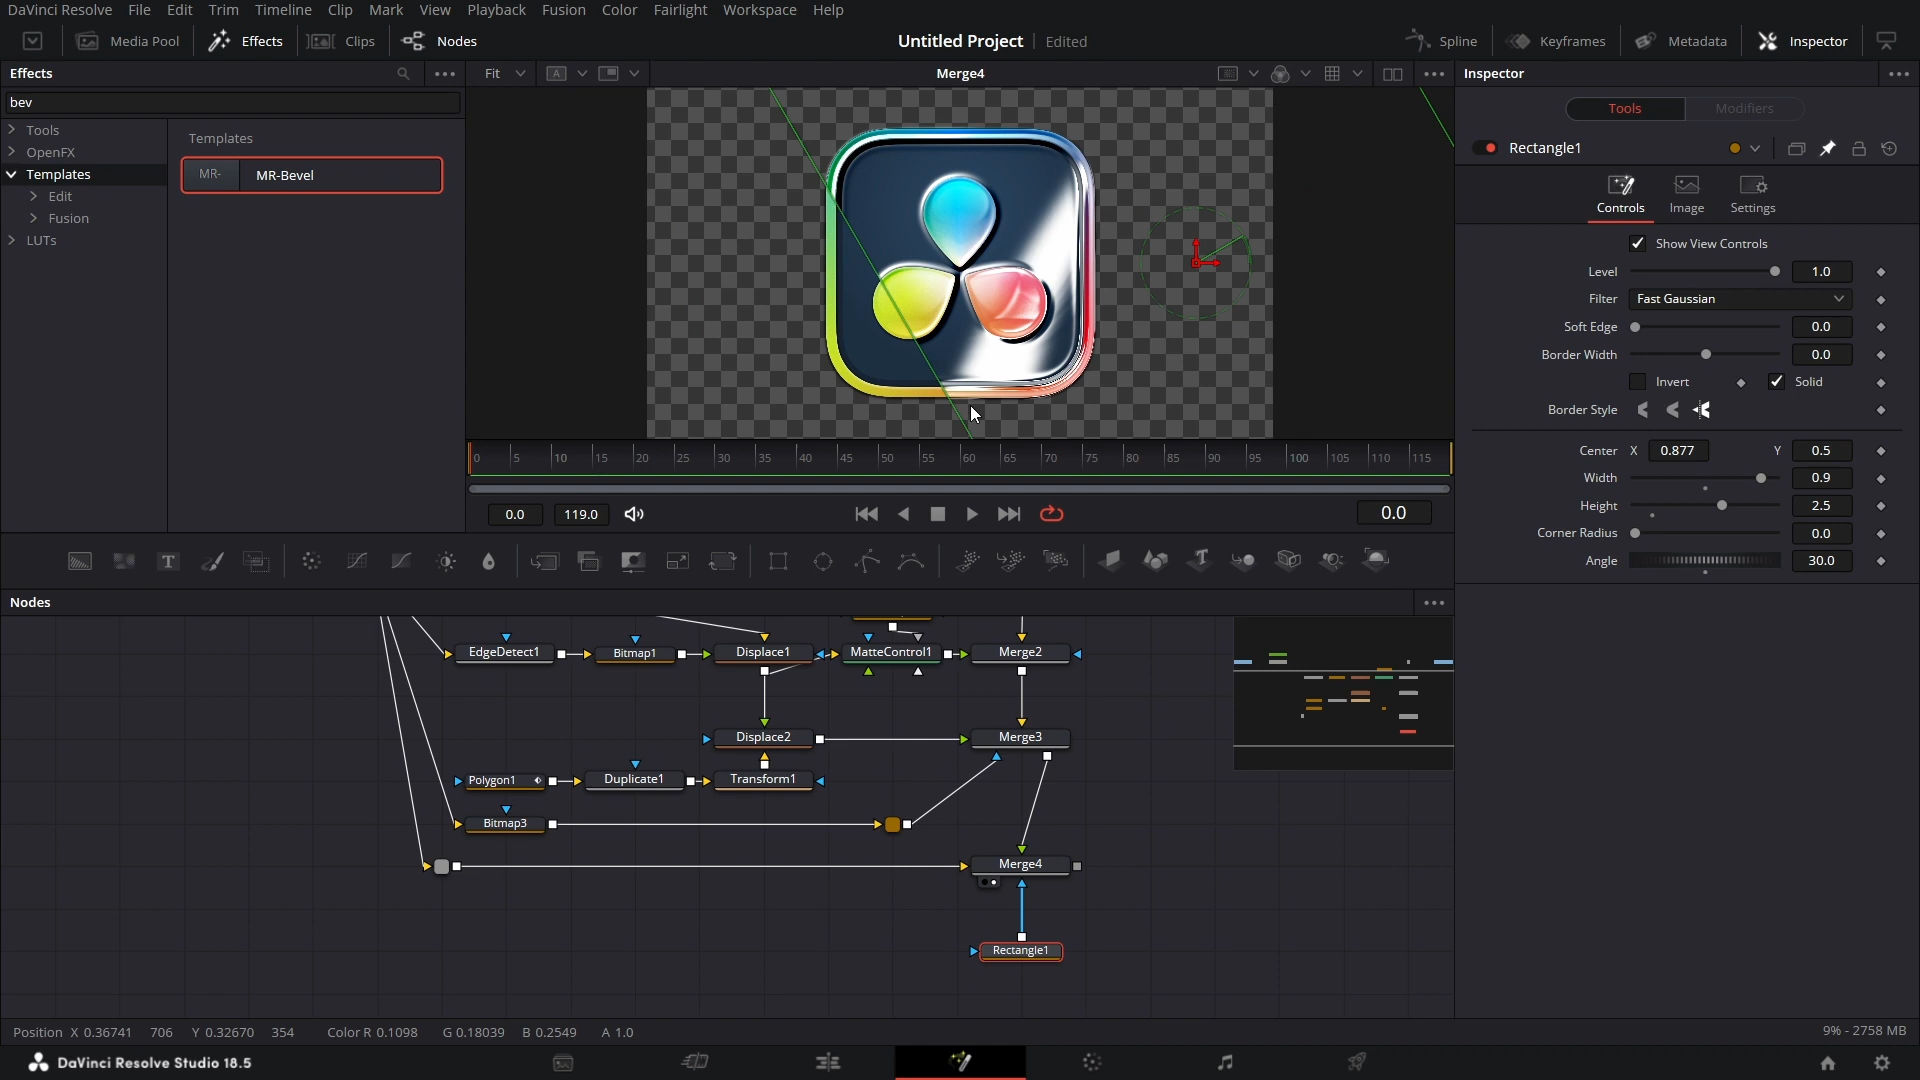 DaVinci Resolve File Edit Trim Timeline Clip Mark View Playback Fusion Color Fairlight Workspace Help
Media Pool Effects Clips Nodes Untitled Project Edited Spline Keyframes Metadata Inspector
Effects Fit A Merge4 Inspector
bev
Tools
OpenFX
Templates
Edit
Fusion
LUTs
Templates
MR- MR-Bevel
Tools Modifiers
Rectangle1
Controls Image Settings
Show View Controls
Level 1.0
Filter Fast Gaussian
Soft Edge 0.0
Border Width 0.0
Invert Solid
Border Style
Center X 0.877 Y 0.5
Width 0.9
Height 2.5
Corner Radius 0.0
Angle 30.0
0 5 10 15 20 25 30 35 40 45 50 55 60 65 70 75 80 85 90 95 100 105 110 115
0.0 119.0 0.0
T T
Nodes
EdgeDetect1 Bitmap1 Displace1 MatteControl1 Merge2
Displace2 Merge3
Polygon1 Duplicate1 Transform1
Bitmap3
Merge4
Rectangle1
Position X 0.36741 706 Y 0.32670 354 Color R 0.1098 G 0.18039 B 0.2549 A 1.0 9% - 2758 MB
DaVinci Resolve Studio 18.5